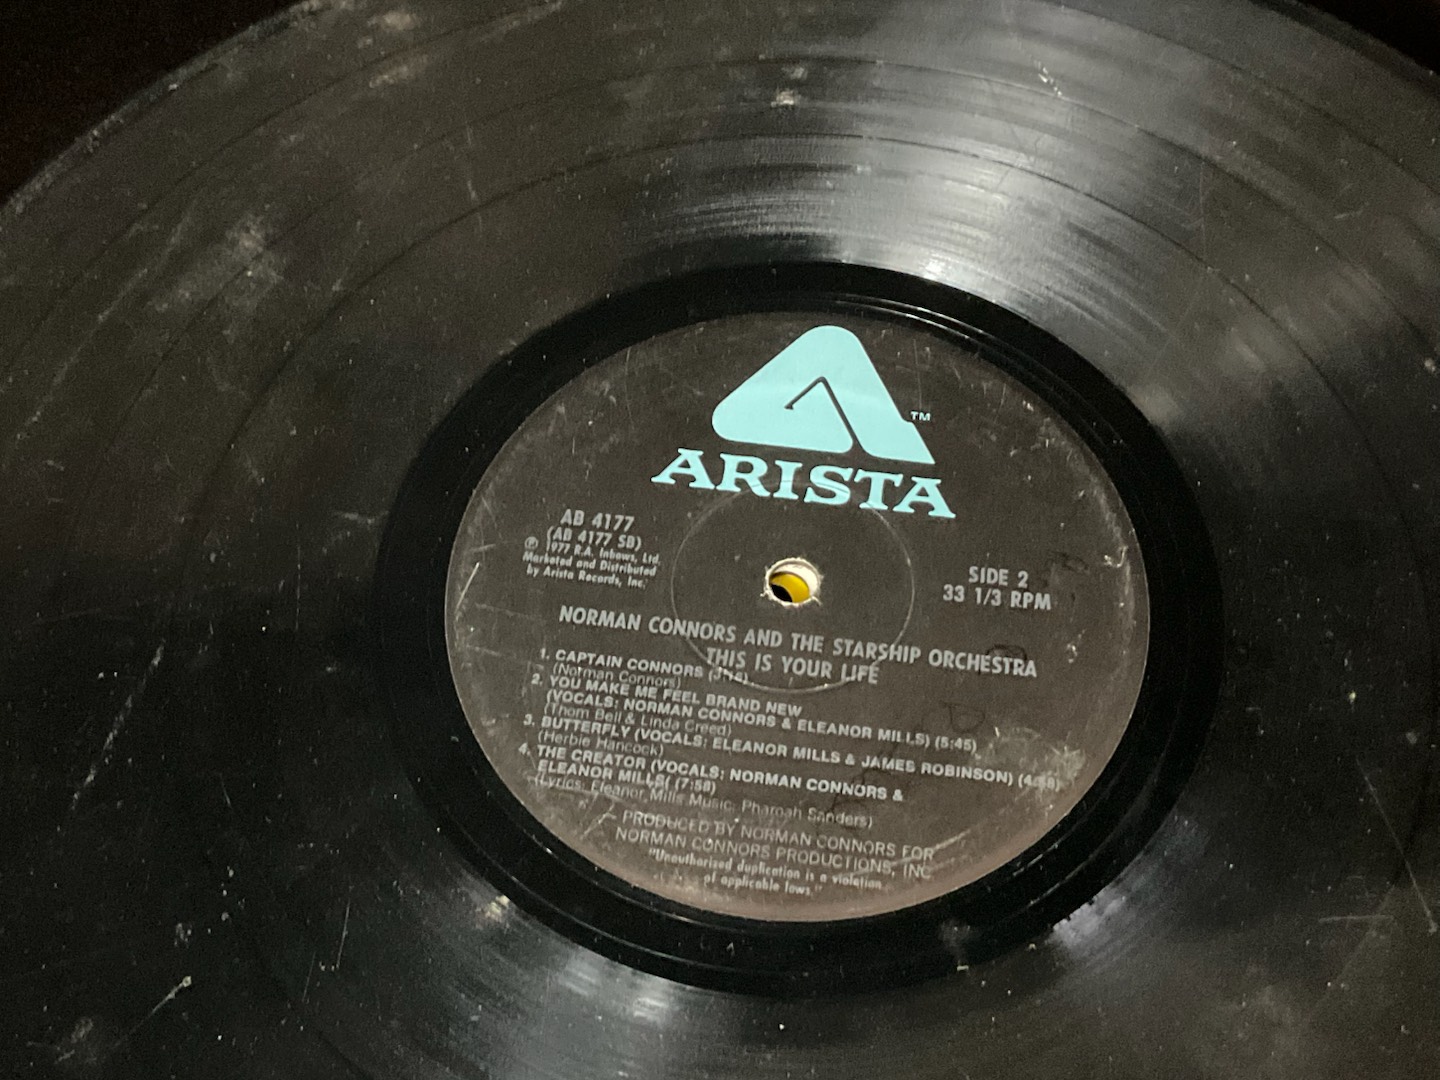 TM
ARISTA
AB 4177
(AB 4177 SB)
Ⓟ 1977 R.A. Inbows, Ltd.
Marketed and Distributed
by Arista Records, Inc.
SIDE 2
33 1/3 RPM
NORMAN CONNORS AND THE STARSHIP ORCHESTRA
THIS IS YOUR LIFE
1. CAPTAIN CONNORS
(Norman Connors)
2. YOU MAKE ME FEEL BRAND NEW
(VOCALS: NORMAN CONNORS & ELEANOR MILLS) (5:45)
(Thom Bell & Linda Creed)
3. BUTTERFLY (VOCALS: ELEANOR MILLS & JAMES ROBINSON)
(Herbie Hancock)
4. THE CREATOR (VOCALS: NORMAN CONNORS &
ELEANOR MILLS( (7:58)
(Lyrics: Eleanor Mills Music: Pharoah Sanders)
PRODUCED BY NORMAN CONNORS FOR
NORMAN CONNORS PRODUCTIONS, INC
"Unauthorized duplication is a violation
of applicable laws."